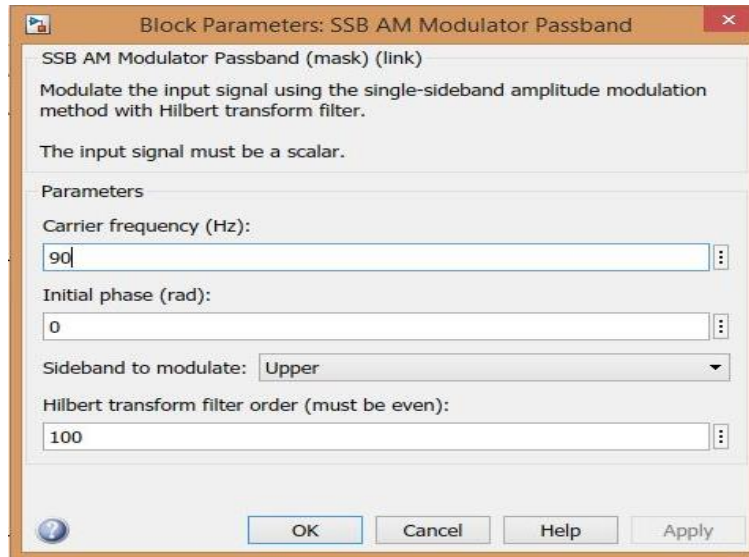 Block Parameters: SSB AM Modulator Passband
SSB AM Modulator Passband (mask) (link)
Modulate the input signal using the single-sideband amplitude modulation
method with Hilbert transform filter.
The input signal must be a scalar.
Parameters
Carrier frequency (Hz):
90
Initial phase (rad):
0
Sideband to modulate: Upper
Hilbert transform filter order (must be even):
100
OK Cancel Help Apply